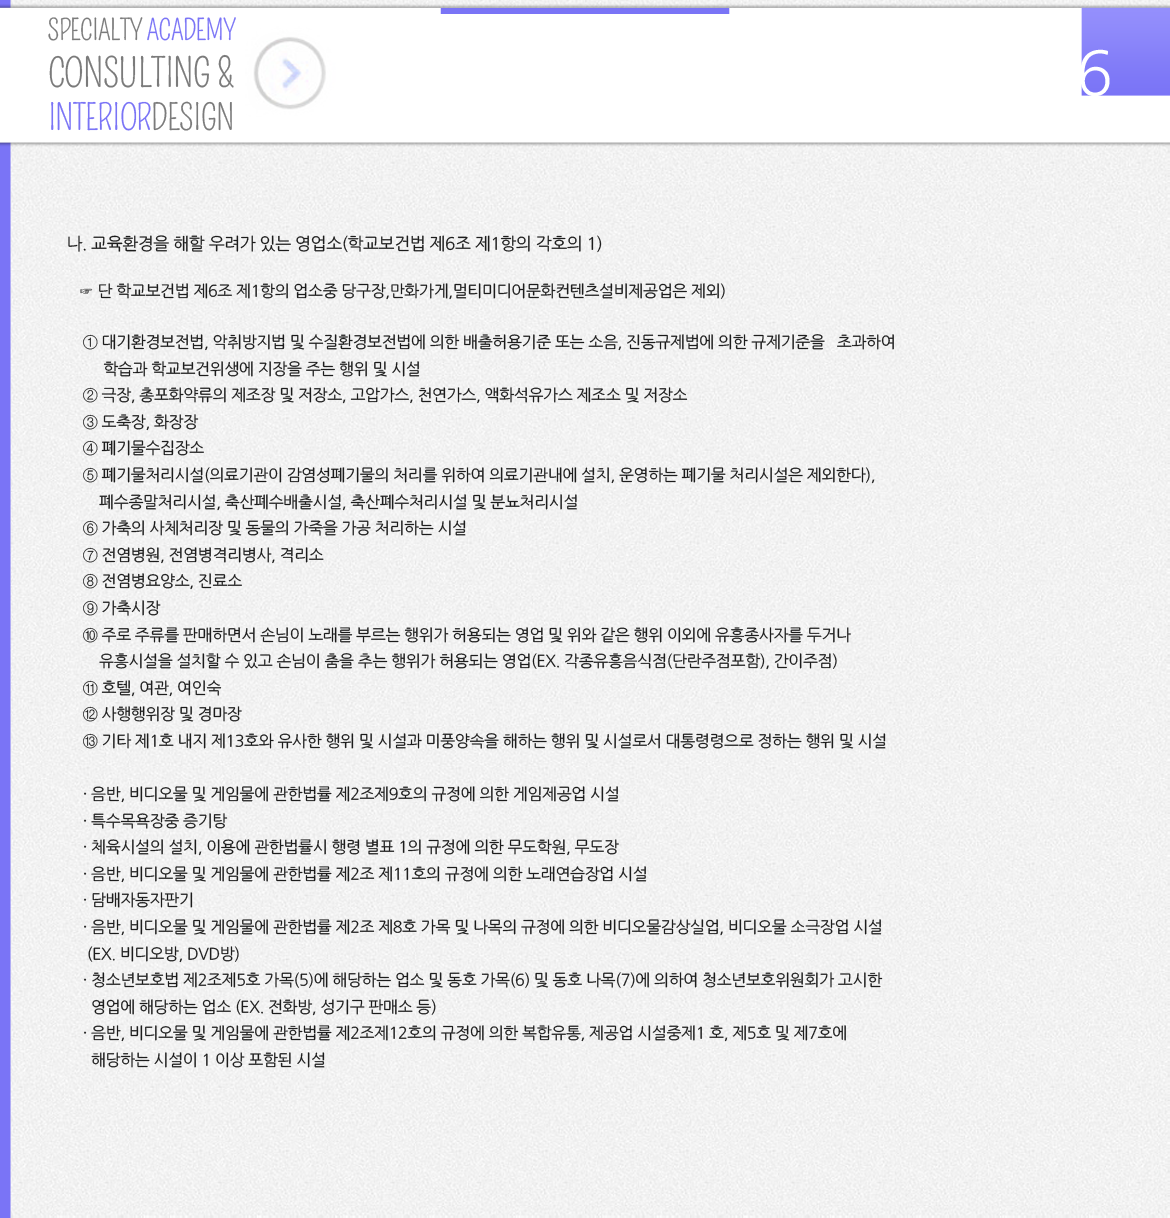 SPECIALTY ACADEMY
CONSULTING &
INTERIORDESIGN
6
나. 교육환경을 해할 우려가 있는 영업소(학교보건법 제6조 제1항의 각호의 1)
☞ 단 학교보건법 제6조 제1항의 업소중 당구장,만화가게,멀티미디어문화컨텐츠설비제공업은 제외)
① 대기환경보전법, 악취방지법 및 수질환경보전법에 의한 배출허용기준 또는 소음, 진동규제법에 의한 규제기준을 초과하여
학습과 학교보건위생에 지장을 주는 행위 및 시설
② 극장, 총포화약류의 제조장 및 저장소, 고압가스, 천연가스, 액화석유가스 제조소 및 저장소
③ 도축장, 화장장
④ 폐기물수집장소
⑤ 폐기물처리시설(의료기관이 감염성폐기물의 처리를 위하여 의료기관내에 설치, 운영하는 폐기물 처리시설은 제외한다),
폐수종말처리시설, 축산폐수배출시설, 축산폐수처리시설 및 분뇨처리시설
⑥ 가축의 사체처리장 및 동물의 가죽을 가공 처리하는 시설
⑦ 전염병원, 전염병격리병사, 격리소
⑧ 전염병요양소, 진료소
⑨ 가축시장
⑩ 주로 주류를 판매하면서 손님이 노래를 부르는 행위가 허용되는 영업 및 위와 같은 행위 이외에 유흥종사자를 두거나
유흥시설을 설치할 수 있고 손님이 춤을 추는 행위가 허용되는 영업(EX. 각종유흥음식점(단란주점포함), 간이주점)
⑪ 호텔, 여관, 여인숙
⑫ 사행행위장 및 경마장
⑬ 기타 제1호 내지 제13호와 유사한 행위 및 시설과 미풍양속을 해하는 행위 및 시설로서 대통령령으로 정하는 행위 및 시설
· 음반, 비디오물 및 게임물에 관한법률 제2조제9호의 규정에 의한 게임제공업 시설
· 특수목욕장중 증기탕
· 체육시설의 설치, 이용에 관한법률시 행령 별표 1의 규정에 의한 무도학원, 무도장
· 음반, 비디오물 및 게임물에 관한법률 제2조 제11호의 규정에 의한 노래연습장업 시설
· 담배자동자판기
· 음반, 비디오물 및 게임물에 관한법률 제2조 제8호 가목 및 나목의 규정에 의한 비디오물감상실업, 비디오물 소극장업 시설
(EX. 비디오방, DVD방)
· 청소년보호법 제2조제5호 가목(5)에 해당하는 업소 및 동호 가목(6) 및 동호 나목(7)에 의하여 청소년보호위원회가 고시한
영업에 해당하는 업소 (EX. 전화방, 성기구 판매소 등)
· 음반, 비디오물 및 게임물에 관한법률 제2조제12호의 규정에 의한 복합유통, 제공업 시설중제1 호, 제5호 및 제7호에
해당하는 시설이 1 이상 포함된 시설